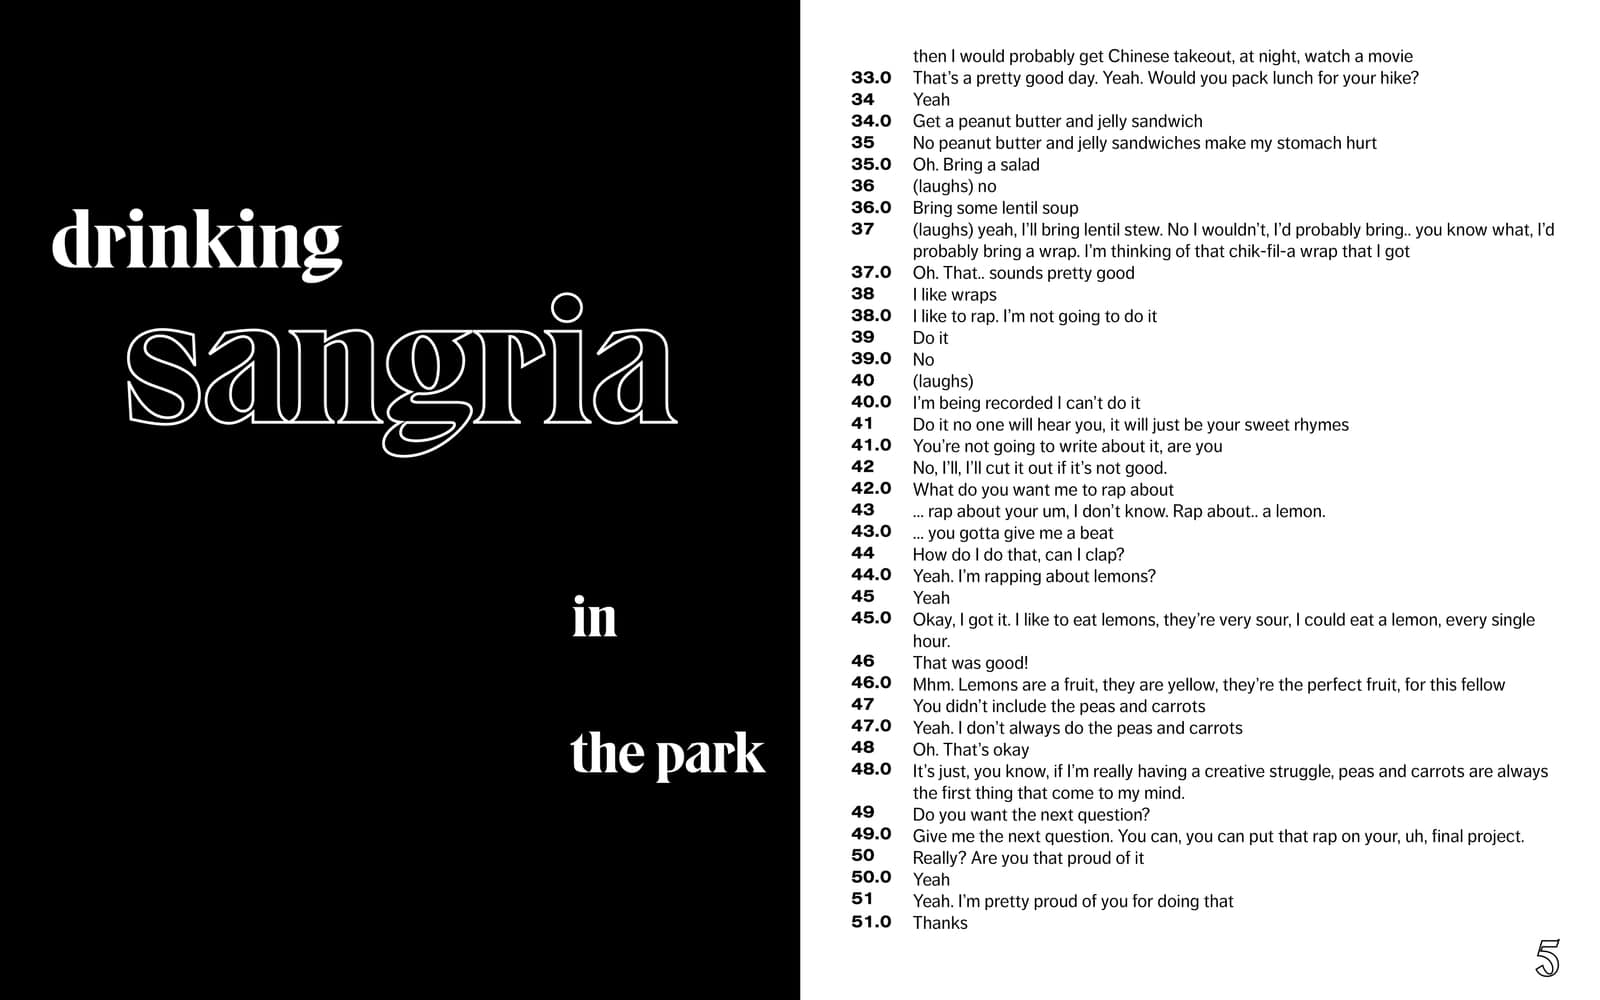 drinking
sangria
in
the park
then I would probably get Chinese takeout, at night, watch a movie
33.0 That's a pretty good day. Yeah. Would you pack lunch for your hike?
34 Yeah
34.0 Get a peanut butter and jelly sandwich
35 No peanut butter and jelly sandwiches make my stomach hurt
35.0 Oh. Bring a salad
36 (laughs) no
36.0 Bring some lentil soup
37 (laughs) yeah, I'll bring lentil stew. No I wouldn't, I'd probably bring.. you know what, I'd
probably bring a wrap. I'm thinking of that chik-fil-a wrap that I got
37.0 Oh. That.. sounds pretty good
38 I like wraps
38.0 I like to rap. I'm not going to do it
39 Do it
39.0 No
40 (laughs)
40.0 I'm being recorded I can't do it
41 Do it no one will hear you, it will just be your sweet rhymes
41.0 You're not going to write about it, are you
42 No, I'll, I'll cut it out if it's not good.
42.0 What do you want me to rap about
43 ... rap about your um, I don't know. Rap about.. a lemon.
43.0 ... you gotta give me a beat
44 How do I do that, can I clap?
44.0 Yeah. I'm rapping about lemons?
45 Yeah
45.0 Okay, I got it. I like to eat lemons, they're very sour, I could eat a lemon, every single
hour.
46 That was good!
46.0 Mhm. Lemons are a fruit, they are yellow, they're the perfect fruit, for this fellow
47 You didn't include the peas and carrots
47.0 Yeah. I don't always do the peas and carrots
48 Oh. That's okay
48.0 It's just, you know, if I'm really having a creative struggle, peas and carrots are always
the first thing that come to my mind.
49 Do you want the next question?
49.0 Give me the next question. You can, you can put that rap on your, uh, final project.
50 Really? Are you that proud of it
50.0 Yeah
51 Yeah. I'm pretty proud of you for doing that
51.0 Thanks
5